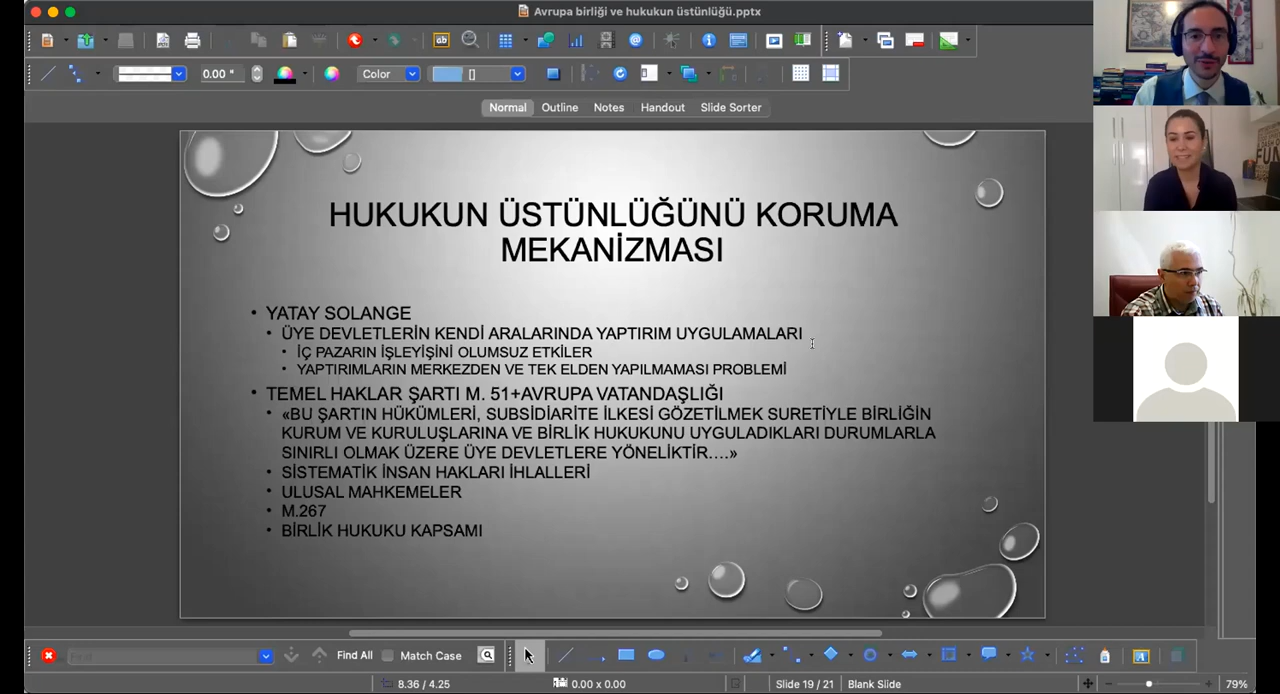 Avrupa birliği ve hukukun üstünlüğü.pptx
0.00 "
Color
[]
Normal
Outline
Notes
Handout
Slide Sorter
HUKUKUN ÜSTÜNLÜĞÜNÜ KORUMA
MEKANİZMASI
• YATAY SOLANGE
• ÜYE DEVLETLERİN KENDİ ARALARINDA YAPTIRIM UYGULAMALARI
• İÇ PAZARIN İŞLEYİŞİNİ OLUMSUZ ETKİLER
• YAPTIRIMLARIN MERKEZDEN VE TEK ELDEN YAPILMAMASI PROBLEMİ
• TEMEL HAKLAR ŞARTI M. 51+AVRUPA VATANDAŞLIĞI
• «BU ŞARTIN HÜKÜMLERİ, SUBSİDİARİTE İLKESİ GÖZETİLMEK SURETİYLE BİRLİĞİN
KURUM VE KURULUŞLARINA VE BİRLİK HUKUKUNU UYGULADIKLARI DURUMLARLA
SINIRLI OLMAK ÜZERE ÜYE DEVLETLERE YÖNELİKTİR….»
• SİSTEMATİK İNSAN HAKLARI İHLALLERİ
• ULUSAL MAHKEMELER
• M.267
• BİRLİK HUKUKU KAPSAMI
Find
Find All
Match Case
8.36 / 4.25
0.00 x 0.00
Slide 19 / 21
Blank Slide
79%